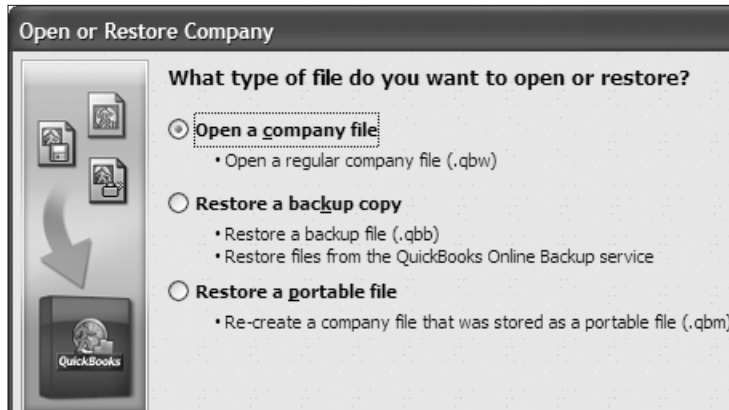 Open or Restore Company
What type of file do you want to open or restore?
Open a company file
• Open a regular company file (.qbw)
Restore a backup copy
• Restore a backup file (.qbb)
• Restore files from the QuickBooks Online Backup service
Restore a portable file
• Re-create a company file that was stored as a portable file (.qbm)
QuickBooks